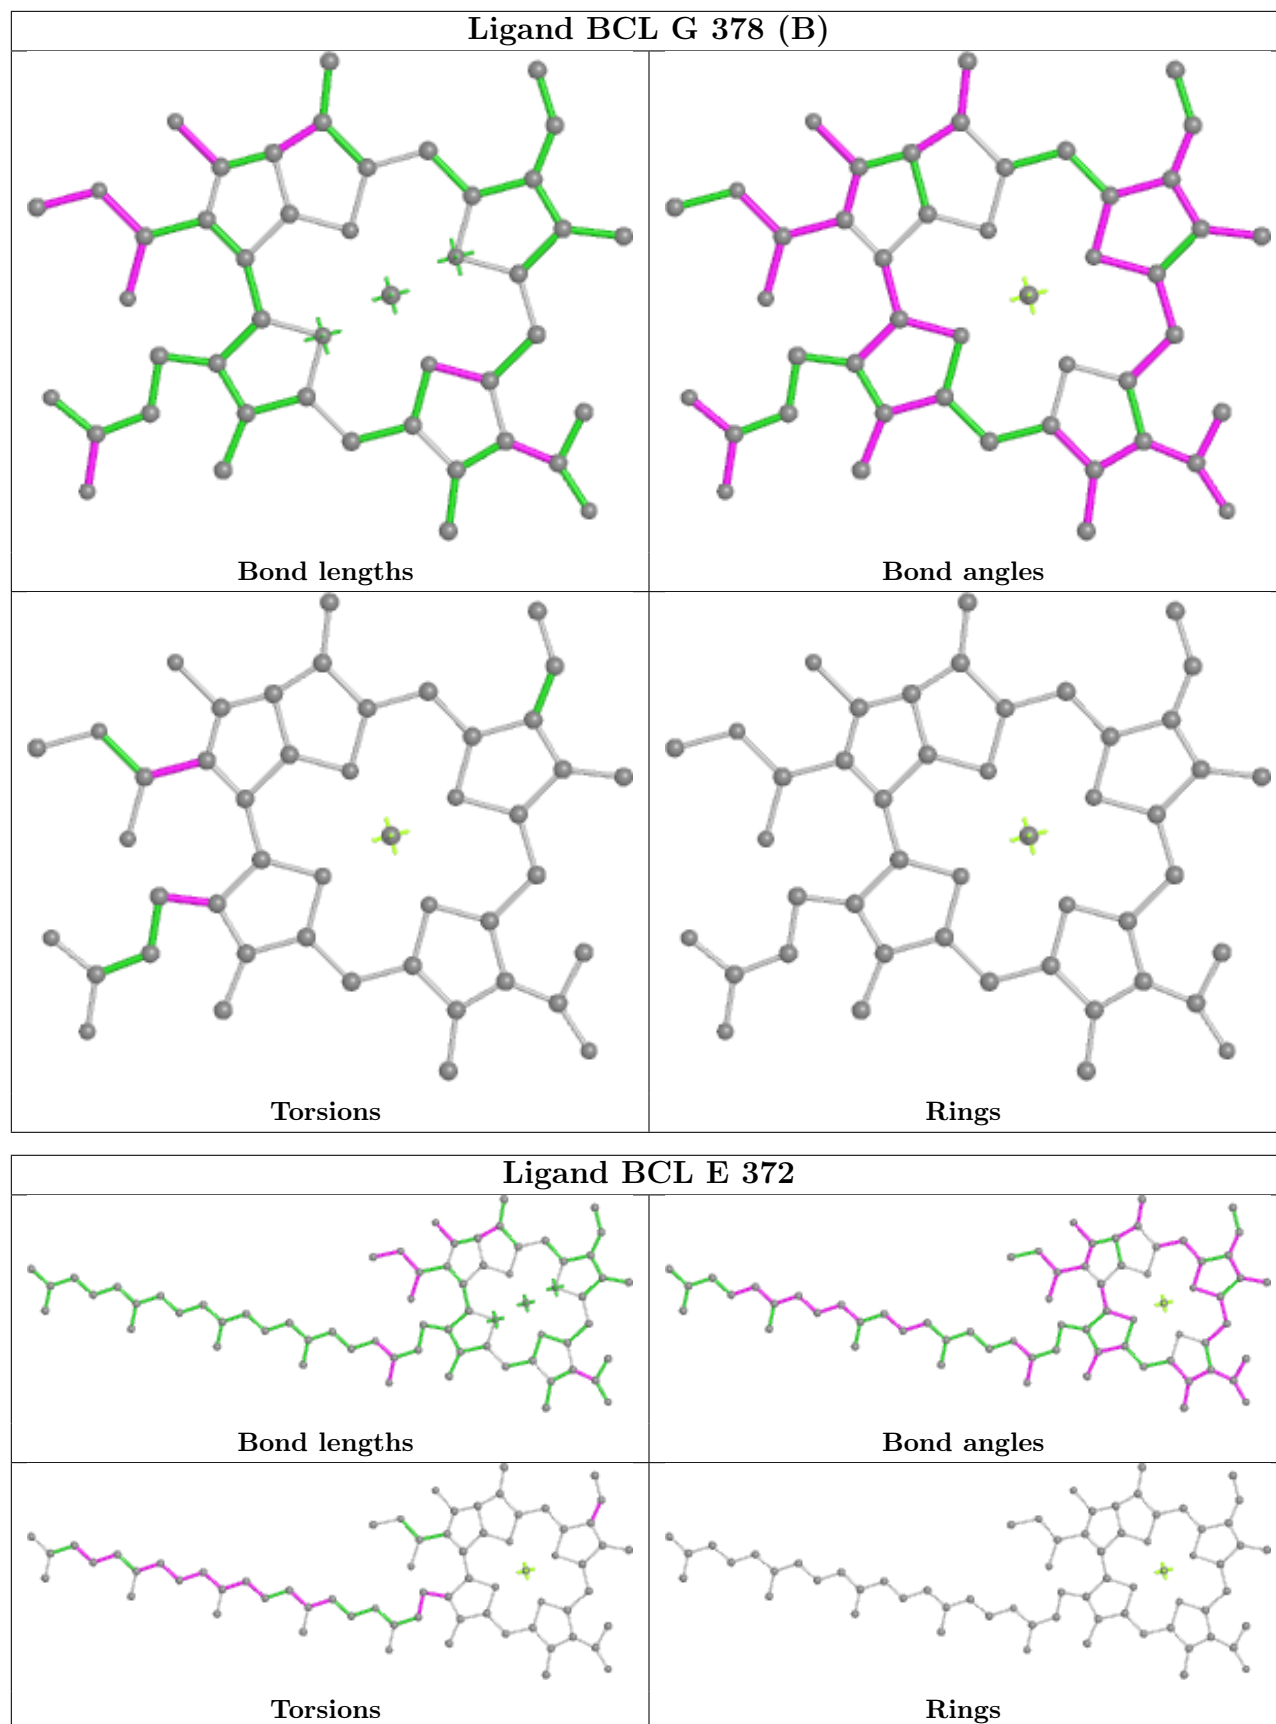 Ligand BCL G 378 (B)
Bond lengths
Bond angles
Torsions
Rings
Ligand BCL E 372
Bond lengths
Bond angles
Torsions
Rings